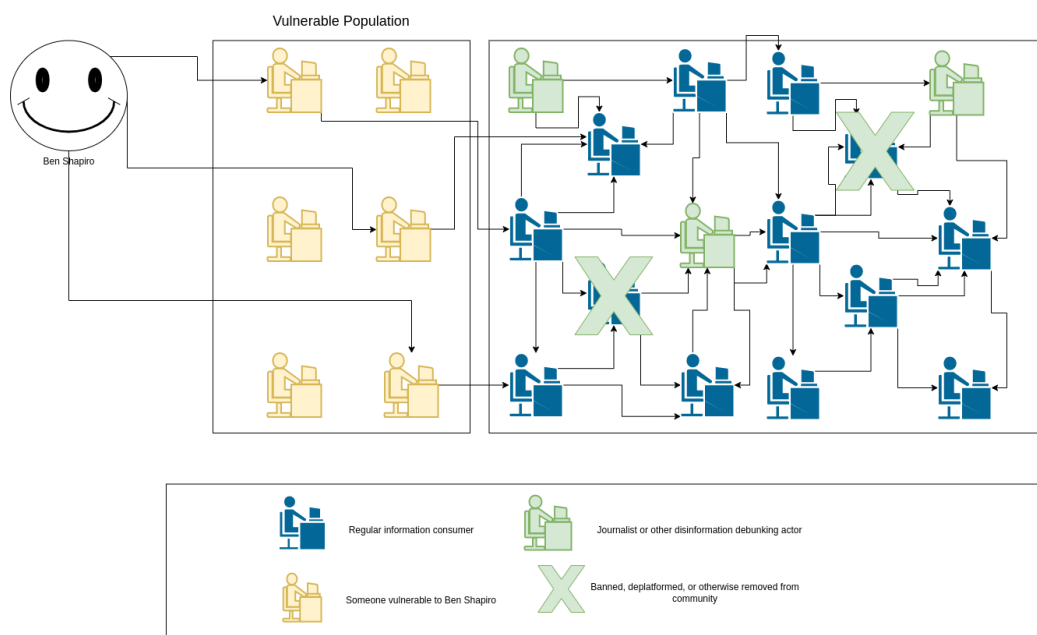 Vulnerable Population
Ben Shapiro
Regular information consumer
Journalist or other disinformation debunking actor
Someone vulnerable to Ben Shapiro
Banned, deplatformed, or otherwise removed from
community